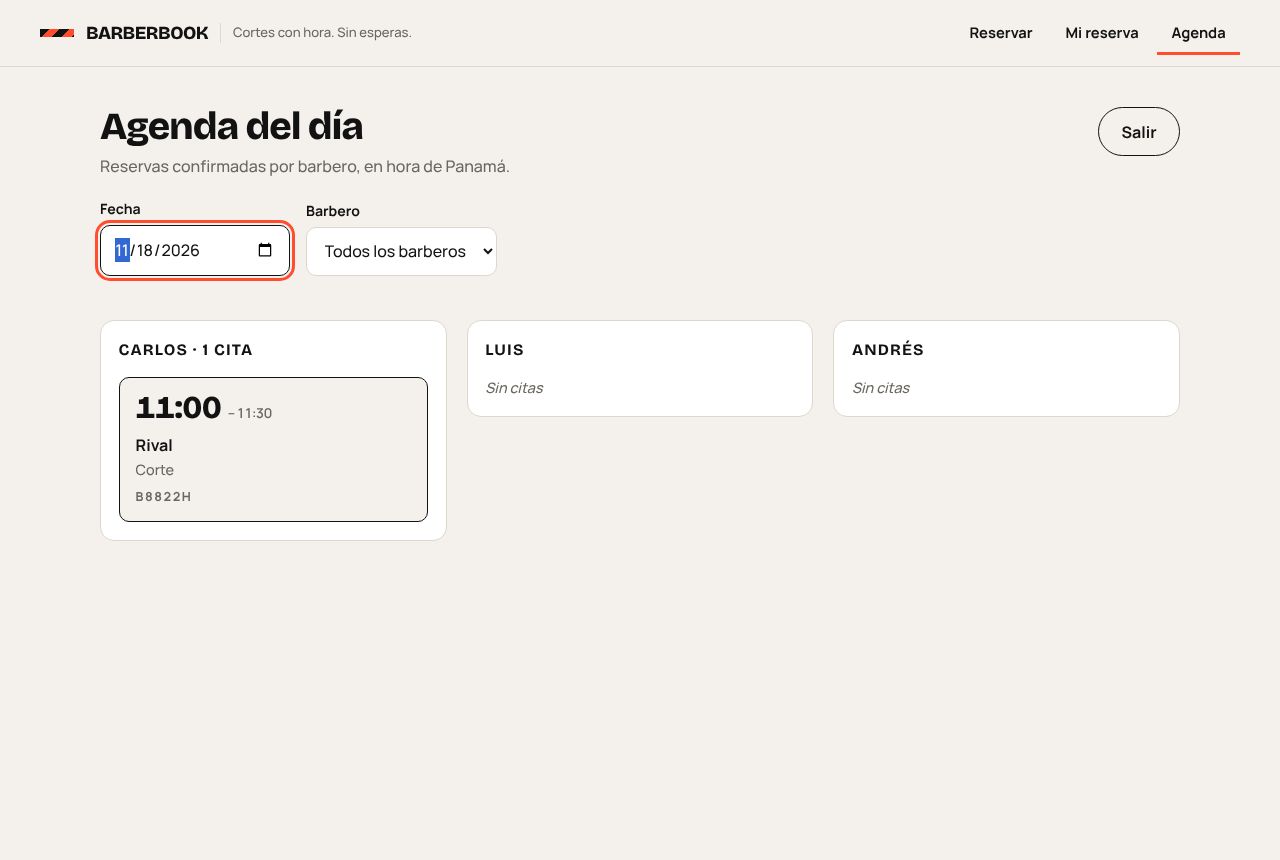 BARBERBOOK Cortes con hora. Sin esperas. Reservar Mi reserva Agenda
Agenda del día
Salir
Reservas confirmadas por barbero, en hora de Panamá.
Fecha Barbero
11/18/2026 Todos los barberos
CARLOS · 1 CITA
11:00 – 11:30
Rival
Corte
B8822H
LUIS
Sin citas
ANDRÉS
Sin citas